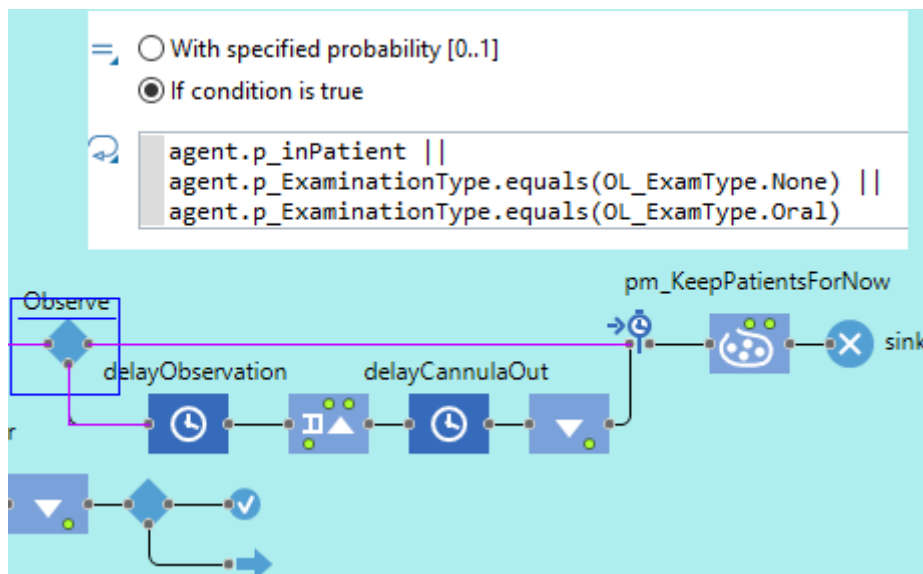 With specified probability [0..1]
If condition is true
agent.p_inPatient ||
agent.p_ExaminationType.equals(OL_ExamType.None) ||
agent.p_ExaminationType.equals(OL_ExamType.Oral)
pm_KeepPatientsForNow
Observe
sink
delayObservation
delayCannulaOut
r